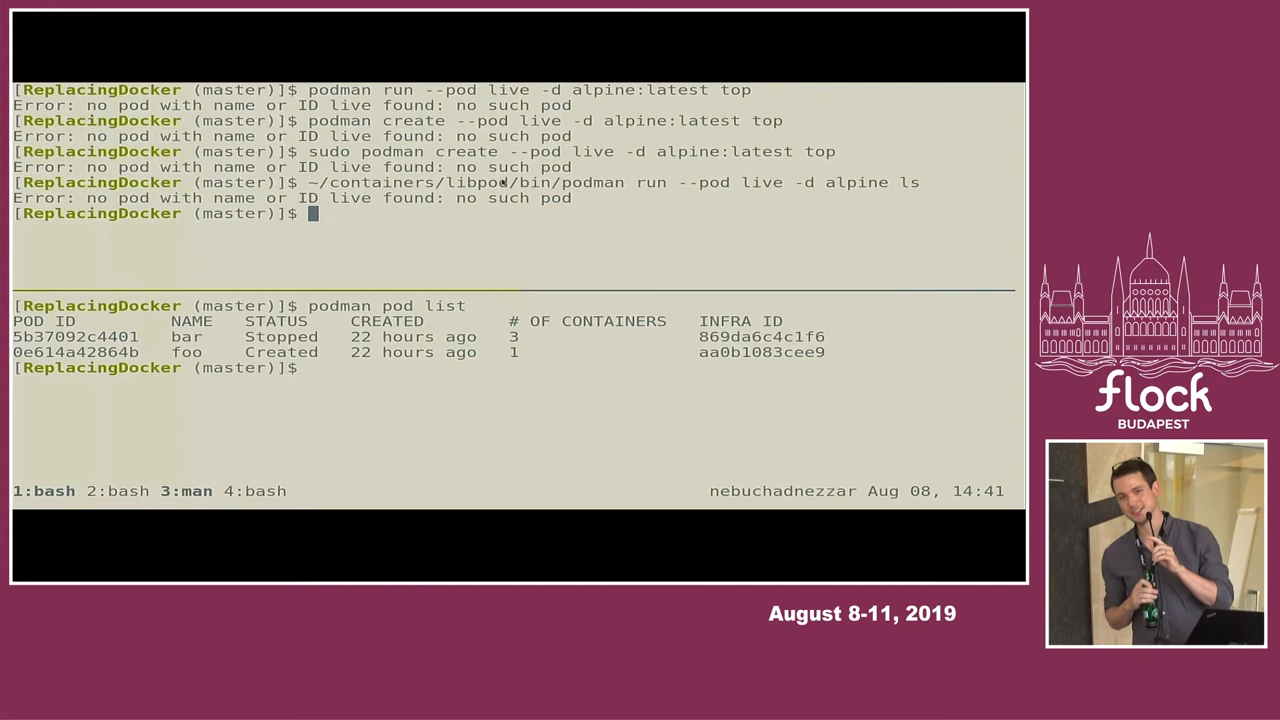 [ReplacingDocker (master)]$ podman run --pod live -d alpine:latest top
Error: no pod with name or ID live found: no such pod
[ReplacingDocker (master)]$ podman create --pod live -d alpine:latest top
Error: no pod with name or ID live found: no such pod
[ReplacingDocker (master)]$ sudo podman create --pod live -d alpine:latest top
Error: no pod with name or ID live found: no such pod
[ReplacingDocker (master)]$ ~/containers/libpod/bin/podman run --pod live -d alpine ls
Error: no pod with name or ID live found: no such pod
[ReplacingDocker (master)]$
[ReplacingDocker (master)]$ podman pod list
POD ID NAME STATUS CREATED # OF CONTAINERS INFRA ID
5b37092c4401 bar Stopped 22 hours ago 3 869da6c4c1f6
0e614a42864b foo Created 22 hours ago 1 aa0b1083cee9
[ReplacingDocker (master)]$
1:bash 2:bash 3:man 4:bash nebuchadnezzar Aug 08, 14:41
flock
BUDAPEST
August 8-11, 2019